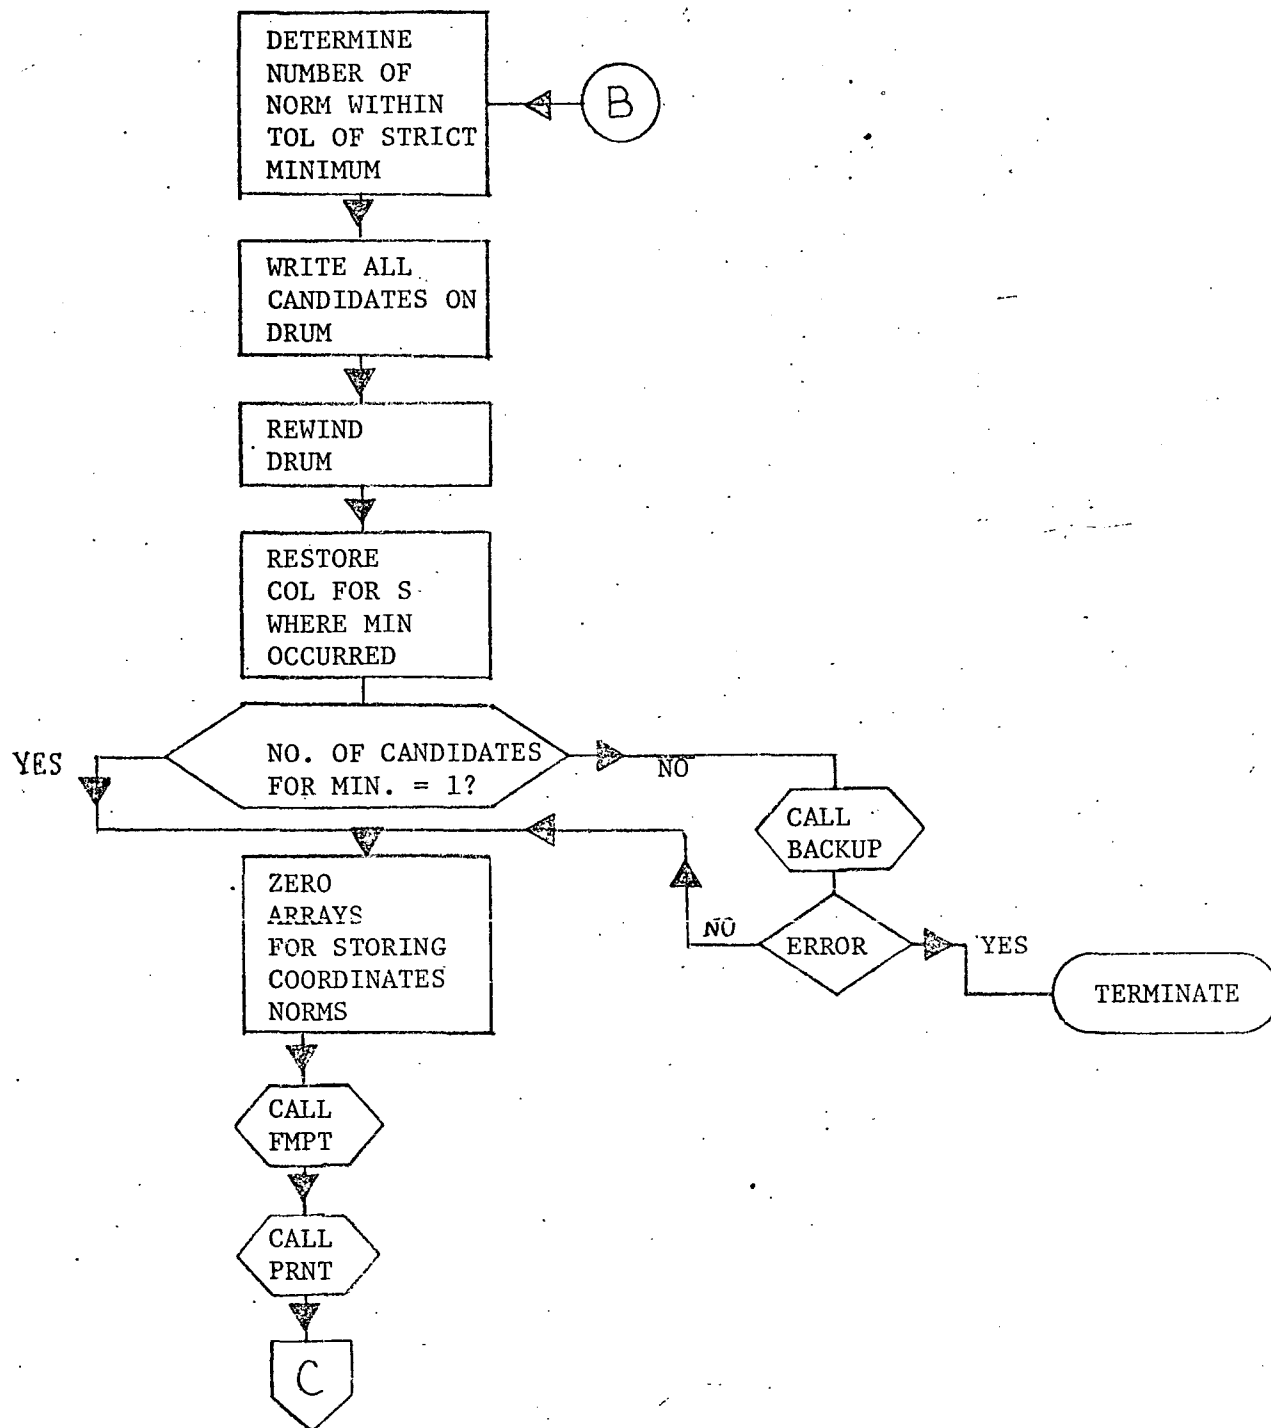 DETERMINE
NUMBER OF
NORM WITHIN
TOL OF STRICT
MINIMUM
B
WRITE ALL
CANDIDATES ON
DRUM
REWIND
DRUM
RESTORE
COL FOR S
WHERE MIN
OCCURRED
YES
NO. OF CANDIDATES
FOR MIN. = 1?
NO
CALL
BACKUP
ZERO
ARRAYS
FOR STORING
COORDINATES
NORMS
NO
ERROR
YES
TERMINATE
CALL
FMPT
CALL
PRNT
C